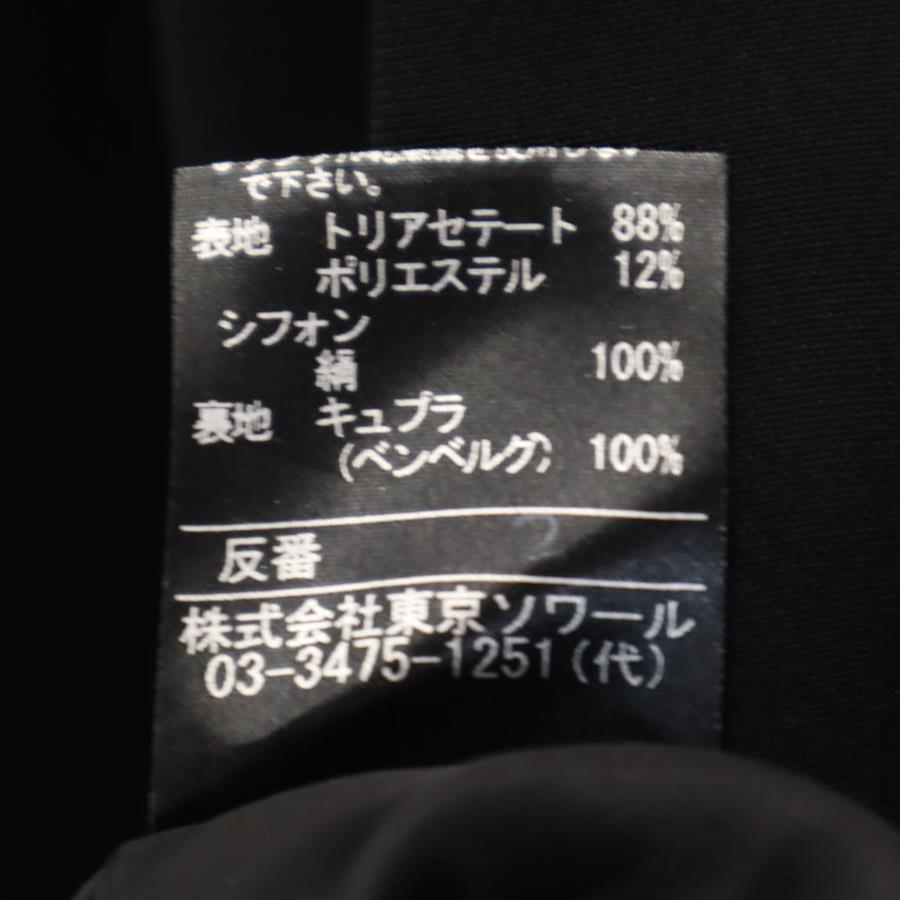 で下さい。
表地 トリアセテート 88%
ポリエステル 12%
シフォン
絹 100%
裏地 キュプラ
(ベンベルグ) 100%
反番 2
株式会社東京ソワール
03-3475-1251(代)